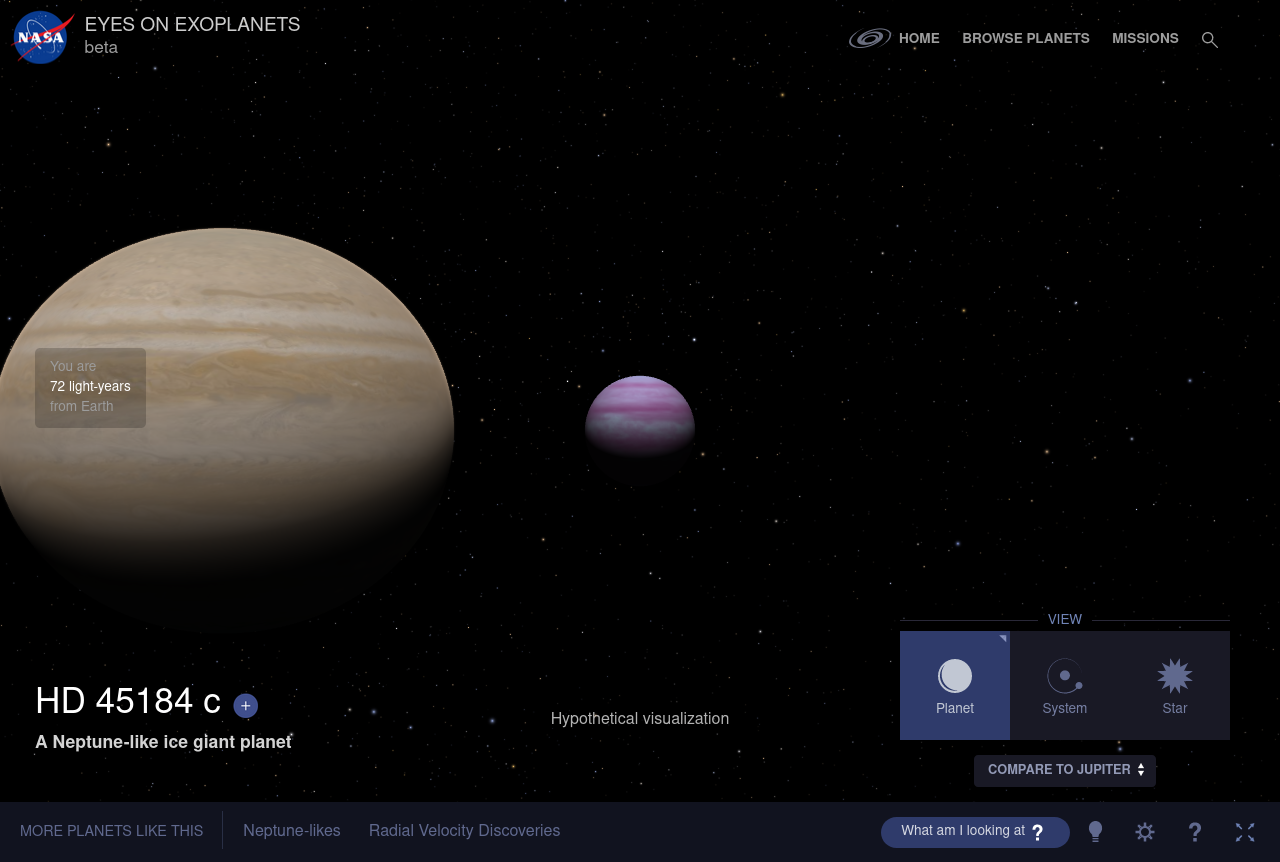 NASA
EYES ON EXOPLANETS
beta
HOME
BROWSE PLANETS
MISSIONS
You are
72 light-years
from Earth
VIEW
Planet
System
Star
HD 45184 c +
A Neptune-like ice giant planet
Hypothetical visualization
COMPARE TO JUPITER
MORE PLANETS LIKE THIS
Neptune-likes
Radial Velocity Discoveries
What am I looking at ?
?